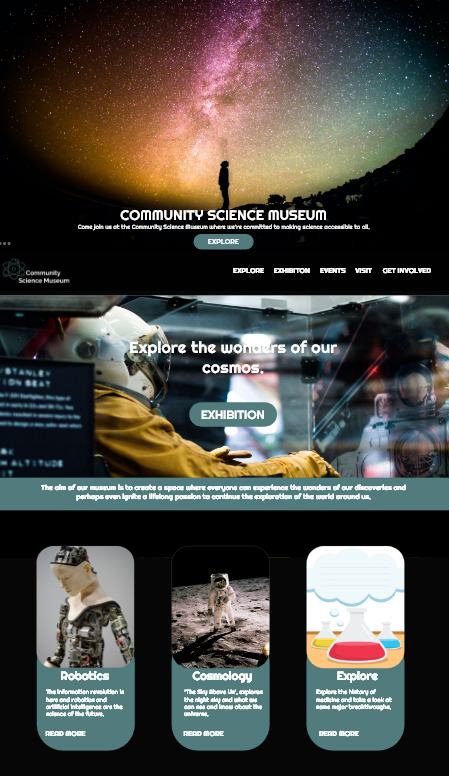 COMMUNITY SCIENCE MUSEUM
Come join us at the Community Science Museum where we're committed to making science accessible to all.
EXPLORE
Community
Science Museum
EXPLORE
EXHIBITON
EVENTS
VISIT
GET INVOLVED
Explore the wonders of our
cosmos.
EXHIBITION
The aim of our museum is to create a space where everyone can experience the wonders of our discoveries and
perhaps even ignite a lifelong passion to continue the exploration of the world around us.
Robotics
The information revolution is
here and robotics and
artificial intelligence are the
science of the future.
READ MORE
Cosmology
'The Sky Above Us', explores
the night sky and what we
can see and know about the
universe.
READ MORE
Explore
Explore the history of
medicine and take a look at
some major breakthroughs.
READ MORE